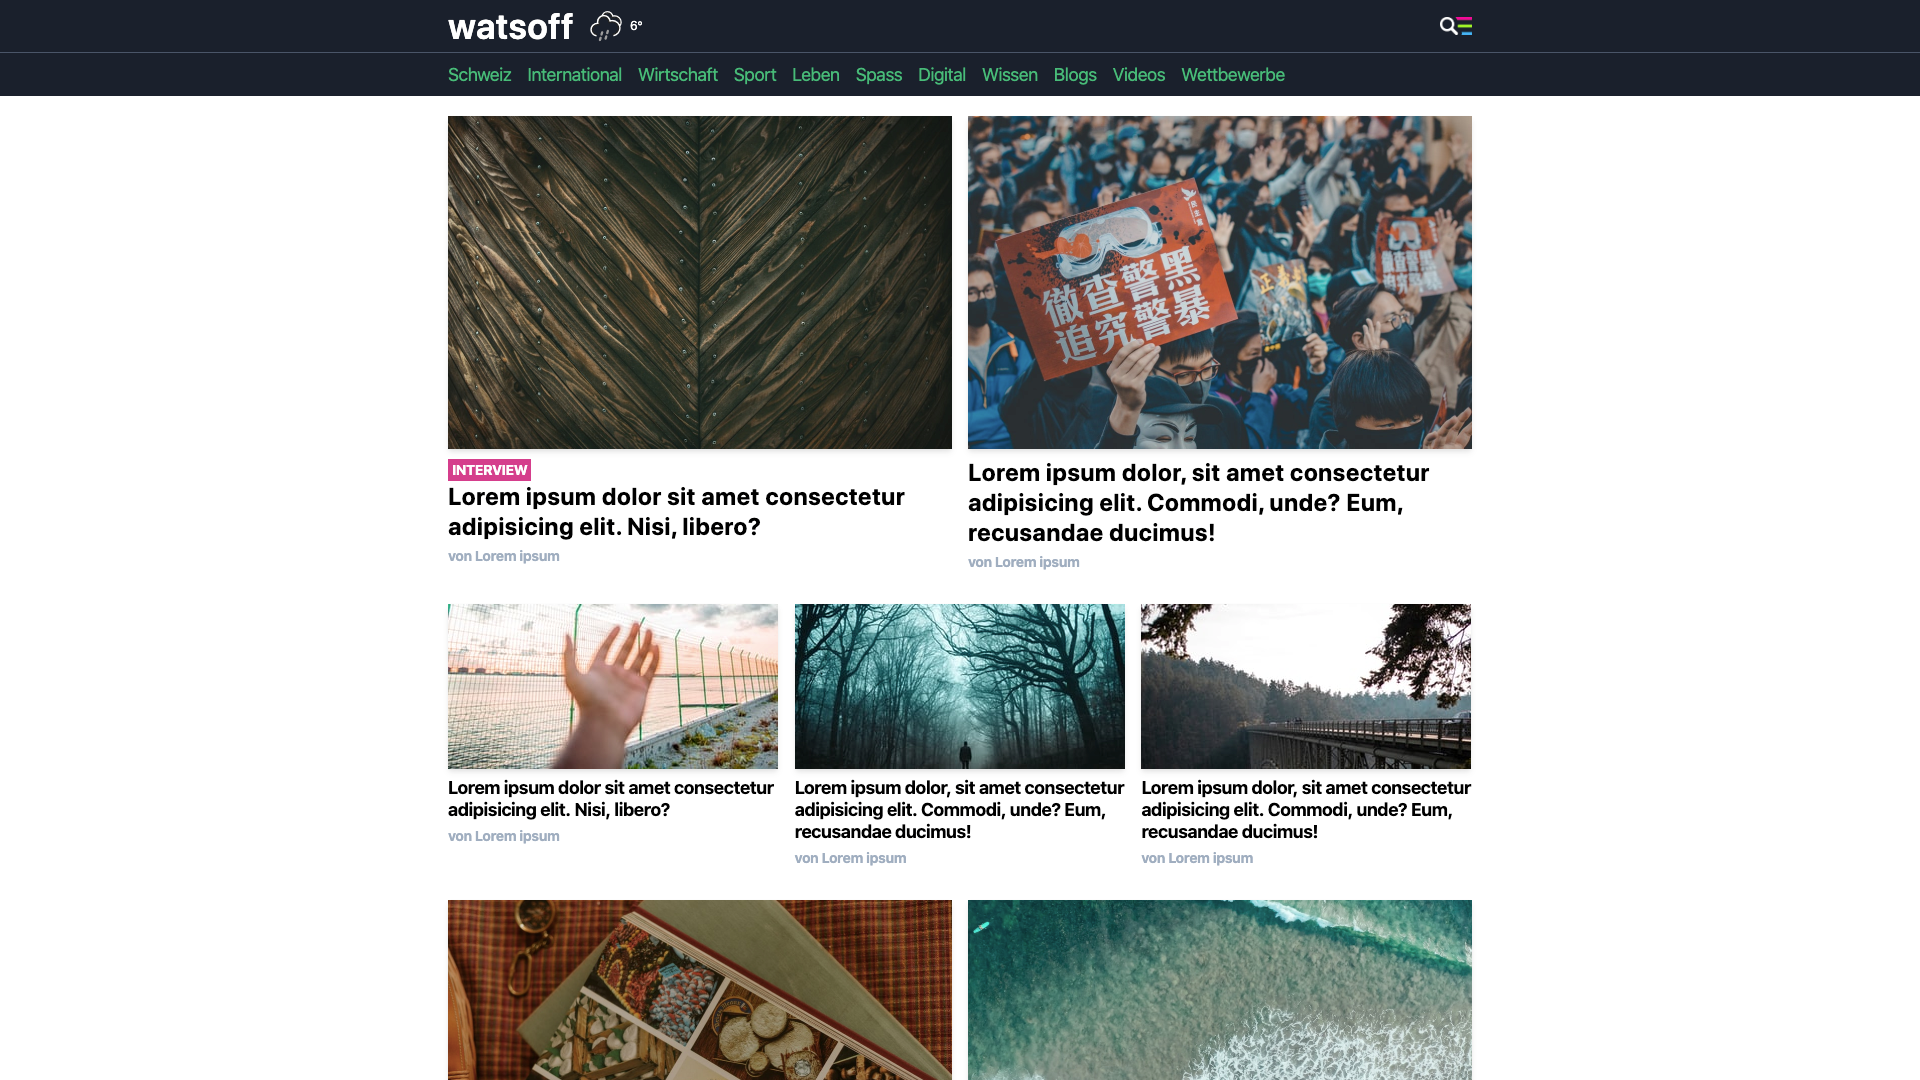 watsoff 6°
Schweiz International Wirtschaft Sport Leben Spass Digital Wissen Blogs Videos Wettbewerbe
徹查警黑
追究警暴
INTERVIEW
Lorem ipsum dolor sit amet consectetur
adipisicing elit. Nisi, libero?
von Lorem ipsum
Lorem ipsum dolor, sit amet consectetur
adipisicing elit. Commodi, unde? Eum,
recusandae ducimus!
von Lorem ipsum
Lorem ipsum dolor sit amet consectetur
adipisicing elit. Nisi, libero?
von Lorem ipsum
Lorem ipsum dolor, sit amet consectetur
adipisicing elit. Commodi, unde? Eum,
recusandae ducimus!
von Lorem ipsum
Lorem ipsum dolor, sit amet consectetur
adipisicing elit. Commodi, unde? Eum,
recusandae ducimus!
von Lorem ipsum